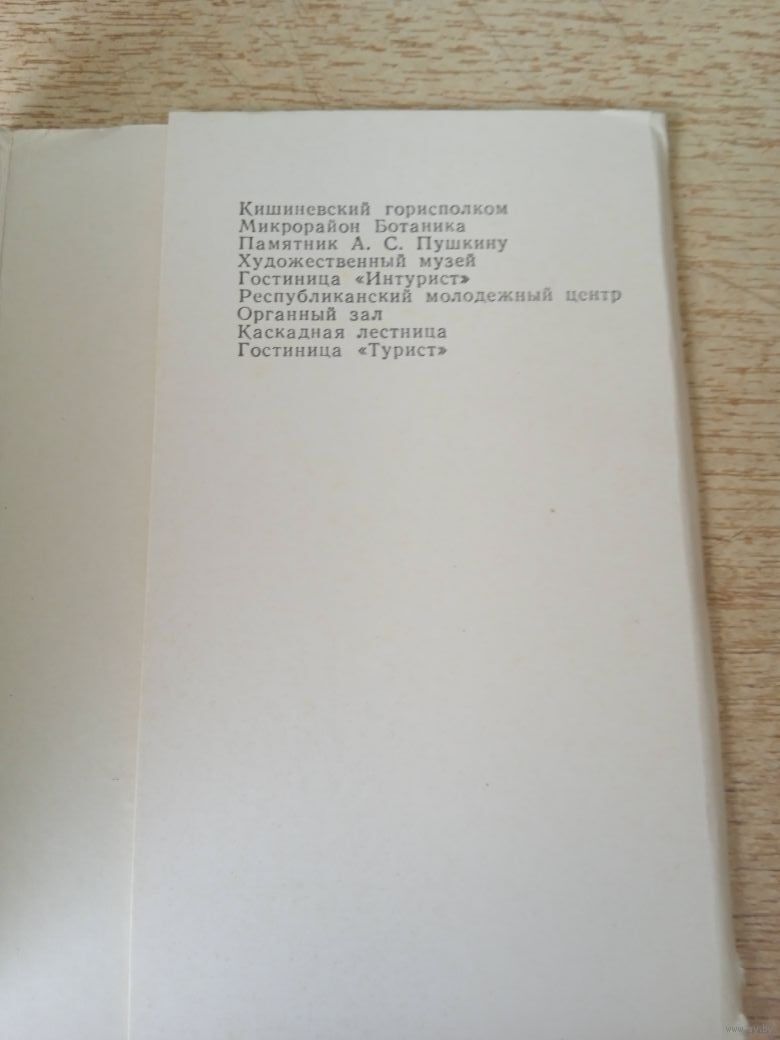 Кишиневский горисполком
Микрорайон Ботаника
Памятник А. С. Пушкину
Художественный музей
Гостиница «Интурист»
Республиканский молодежный центр
Органный зал
Каскадная лестница
Гостиница «Турист»